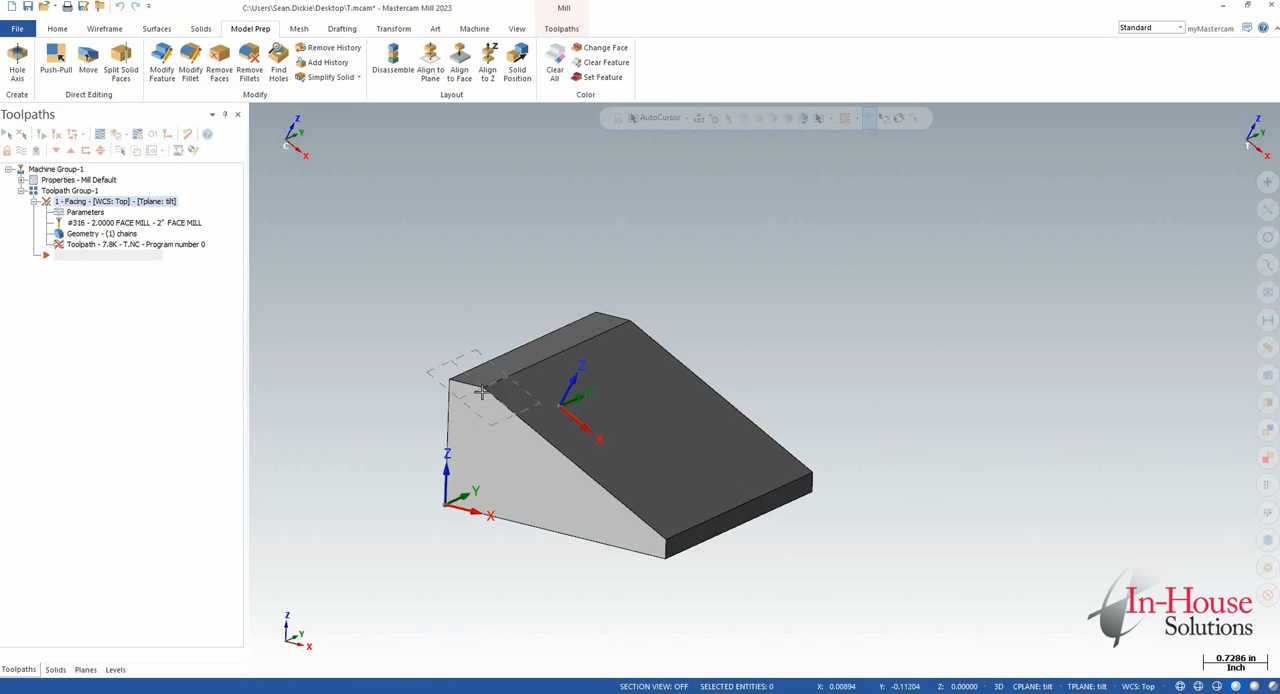 C:\Users\Sean.Dickie\Desktop\T.mcam* - Mastercam Mill 2023
Mill
File Home Wireframe Surfaces Solids Model Prep Mesh Drafting Transform Art Machine View Toolpaths
Standard
myMastercam
Hole Axis
Push-Pull
Move
Split Solid Faces
Modify Feature
Modify Fillet
Remove Faces
Remove Fillets
Find Holes
Remove History
Add History
Simplify Solid
Disassemble
Align to Plane
Align to Face
Align to Z
Solid Position
Clear All
Change Face
Clear Feature
Set Feature
Create Direct Editing Modify Layout Color
Toolpaths
AutoCursor
G1
Machine Group-1
Properties - Mill Default
Toolpath Group-1
1 - Facing - [WCS: Top] - [Tplane: tilt]
Parameters
#316 - 2.0000 FACE MILL - 2" FACE MILL
Geometry - (1) chains
Toolpath - 7.8K - T.NC - Program number 0
Z
Y
X
C
Z
Y
X
T
Z
Y
X
Z
Y
X
Z
Y
X
In-House
Solutions
0.7286 in
Inch
Toolpaths Solids Planes Levels
SECTION VIEW: OFF SELECTED ENTITIES: 0 X: 0.00894 Y: -0.11204 Z: 0.00000 3D CPLANE: tilt TPLANE: tilt WCS: Top